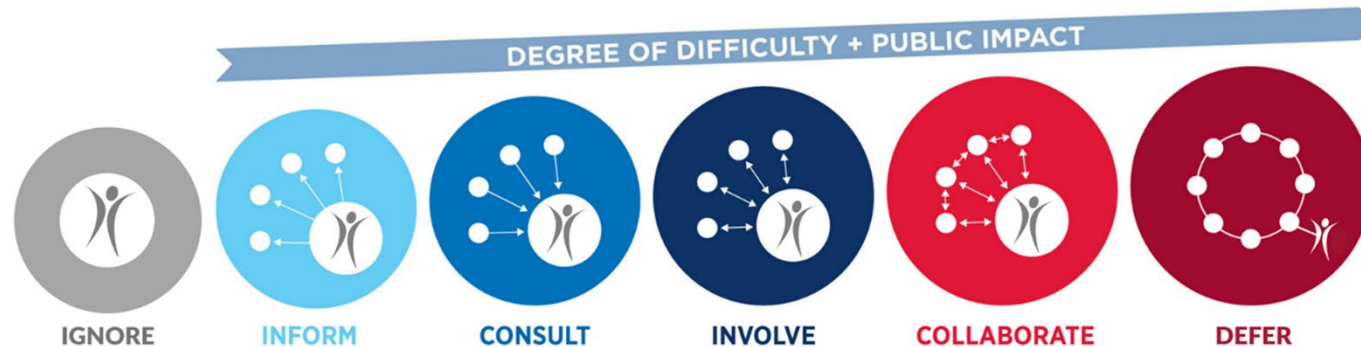 DEGREE OF DIFFICULTY + PUBLIC IMPACT
IGNORE
INFORM
CONSULT
INVOLVE
COLLABORATE
DEFER